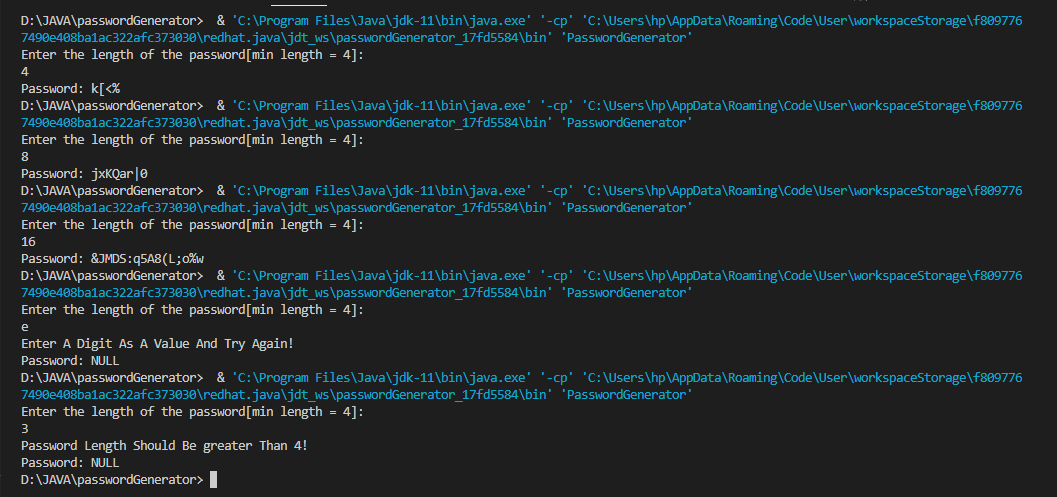 D:\JAVA\passwordGenerator>  & 'C:\Program Files\Java\jdk-11\bin\java.exe' '-cp' 'C:\Users\hp\AppData\Roaming\Code\User\workspaceStorage\f809776
7490e408ba1ac322afc373030\redhat.java\jdt_ws\passwordGenerator_17fd5584\bin' 'PasswordGenerator'
Enter the length of the password[min length = 4]:
4
Password: k[<%
D:\JAVA\passwordGenerator>  & 'C:\Program Files\Java\jdk-11\bin\java.exe' '-cp' 'C:\Users\hp\AppData\Roaming\Code\User\workspaceStorage\f809776
7490e408ba1ac322afc373030\redhat.java\jdt_ws\passwordGenerator_17fd5584\bin' 'PasswordGenerator'
Enter the length of the password[min length = 4]:
8
Password: jxKQar|0
D:\JAVA\passwordGenerator>  & 'C:\Program Files\Java\jdk-11\bin\java.exe' '-cp' 'C:\Users\hp\AppData\Roaming\Code\User\workspaceStorage\f809776
7490e408ba1ac322afc373030\redhat.java\jdt_ws\passwordGenerator_17fd5584\bin' 'PasswordGenerator'
Enter the length of the password[min length = 4]:
16
Password: &JMDS:q5A8(L;o%w
D:\JAVA\passwordGenerator>  & 'C:\Program Files\Java\jdk-11\bin\java.exe' '-cp' 'C:\Users\hp\AppData\Roaming\Code\User\workspaceStorage\f809776
7490e408ba1ac322afc373030\redhat.java\jdt_ws\passwordGenerator_17fd5584\bin' 'PasswordGenerator'
Enter the length of the password[min length = 4]:
e
Enter A Digit As A Value And Try Again!
Password: NULL
D:\JAVA\passwordGenerator>  & 'C:\Program Files\Java\jdk-11\bin\java.exe' '-cp' 'C:\Users\hp\AppData\Roaming\Code\User\workspaceStorage\f809776
7490e408ba1ac322afc373030\redhat.java\jdt_ws\passwordGenerator_17fd5584\bin' 'PasswordGenerator'
Enter the length of the password[min length = 4]:
3
Password Length Should Be greater Than 4!
Password: NULL
D:\JAVA\passwordGenerator>